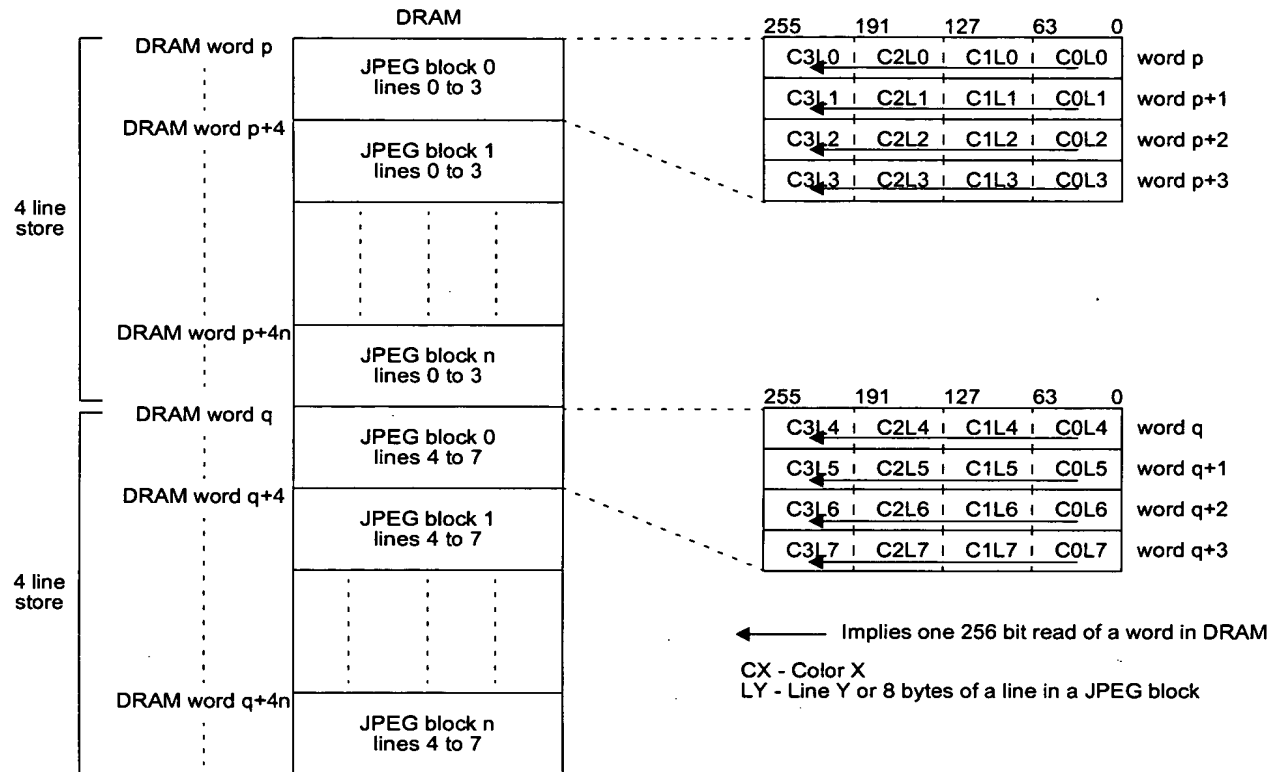 DRAM
DRAM word p
JPEG block 0
lines 0 to 3
DRAM word p+4
JPEG block 1
lines 0 to 3
4 line
store
DRAM word p+4n
JPEG block n
lines 0 to 3
DRAM word q
JPEG block 0
lines 4 to 7
DRAM word q+4
JPEG block 1
lines 4 to 7
4 line
store
DRAM word q+4n
JPEG block n
lines 4 to 7
255 191 127 63 0
C3L0 C2L0 C1L0 C0L0 word p
C3L1 C2L1 C1L1 C0L1 word p+1
C3L2 C2L2 C1L2 C0L2 word p+2
C3L3 C2L3 C1L3 C0L3 word p+3
255 191 127 63 0
C3L4 C2L4 C1L4 C0L4 word q
C3L5 C2L5 C1L5 C0L5 word q+1
C3L6 C2L6 C1L6 C0L6 word q+2
C3L7 C2L7 C1L7 C0L7 word q+3
Implies one 256 bit read of a word in DRAM
CX - Color X
LY - Line Y or 8 bytes of a line in a JPEG block